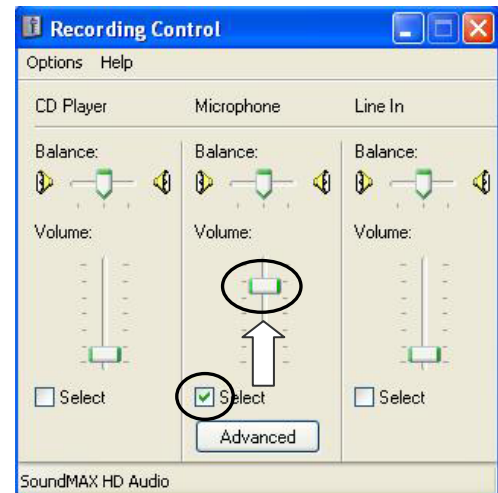 Recording Control
Options Help
CD Player Microphone Line In
Balance: Balance: Balance:
Volume: Volume: Volume:
Select Select Select
Advanced
SoundMAX HD Audio